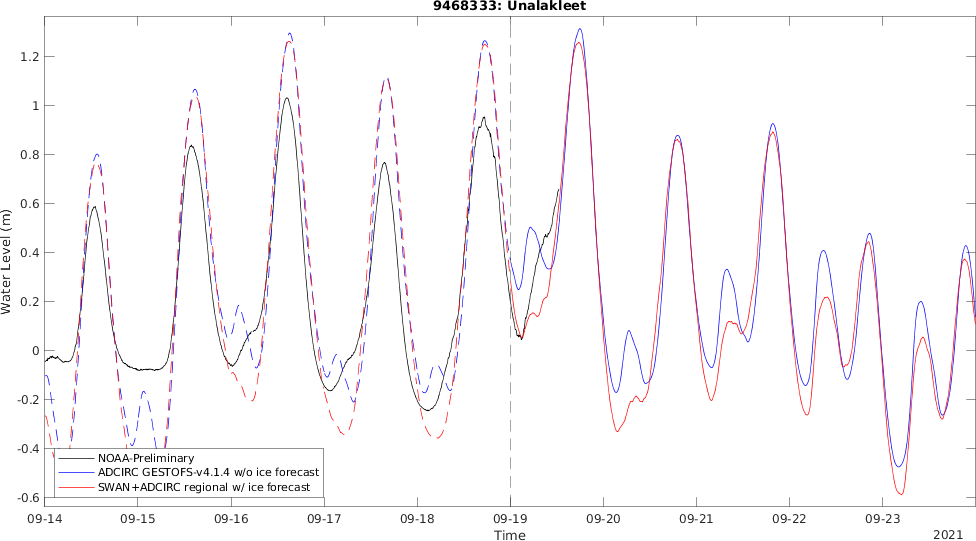 9468333: Unalakleet
1.2
1
0.8
0.6
0.4
0.2
0
-0.2
-0.4
-0.6
Water Level (m)
NOAA-Preliminary
ADCIRC GESTOFS-v4.1.4 w/o ice forecast
SWAN+ADCIRC regional w/ ice forecast
09-14 09-15 09-16 09-17 09-18 09-19 09-20 09-21 09-22 09-23
Time
2021